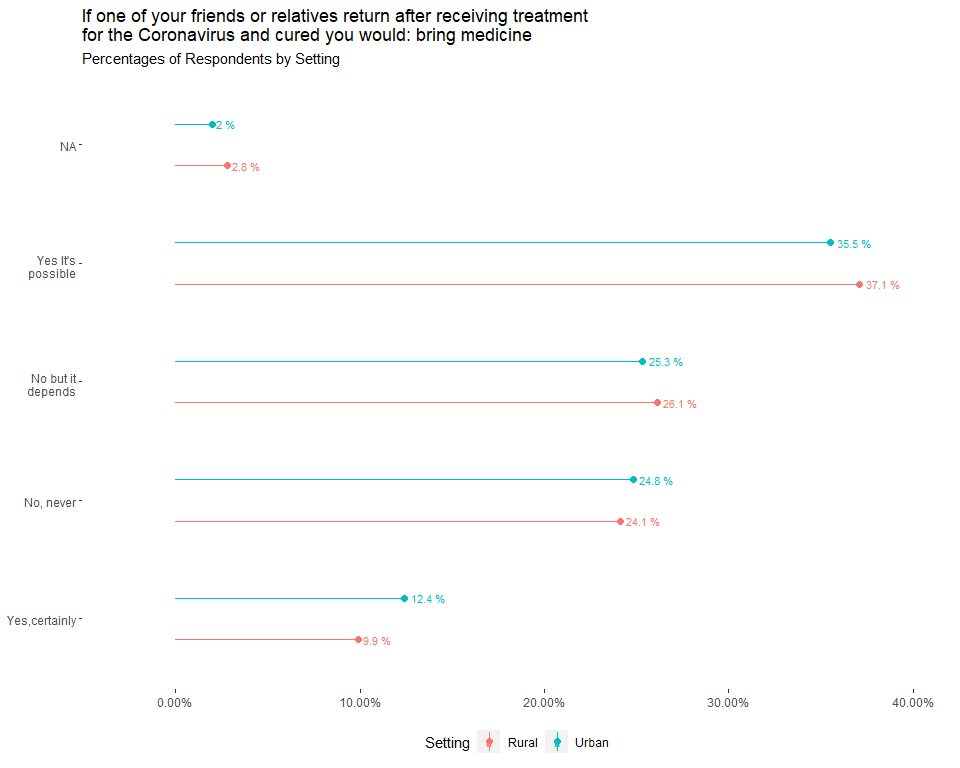 If one of your friends or relatives return after receiving treatment
for the Coronavirus and cured you would: bring medicine
Percentages of Respondents by Setting
2 %
NA
2.8 %
35.5 %
Yes It's
possible
37.1 %
25.3 %
No but it
depends
26.1 %
24.8 %
No, never
24.1 %
12.4 %
Yes,certainly
9.9 %
0.00% 10.00% 20.00% 30.00% 40.00%
Setting Rural Urban